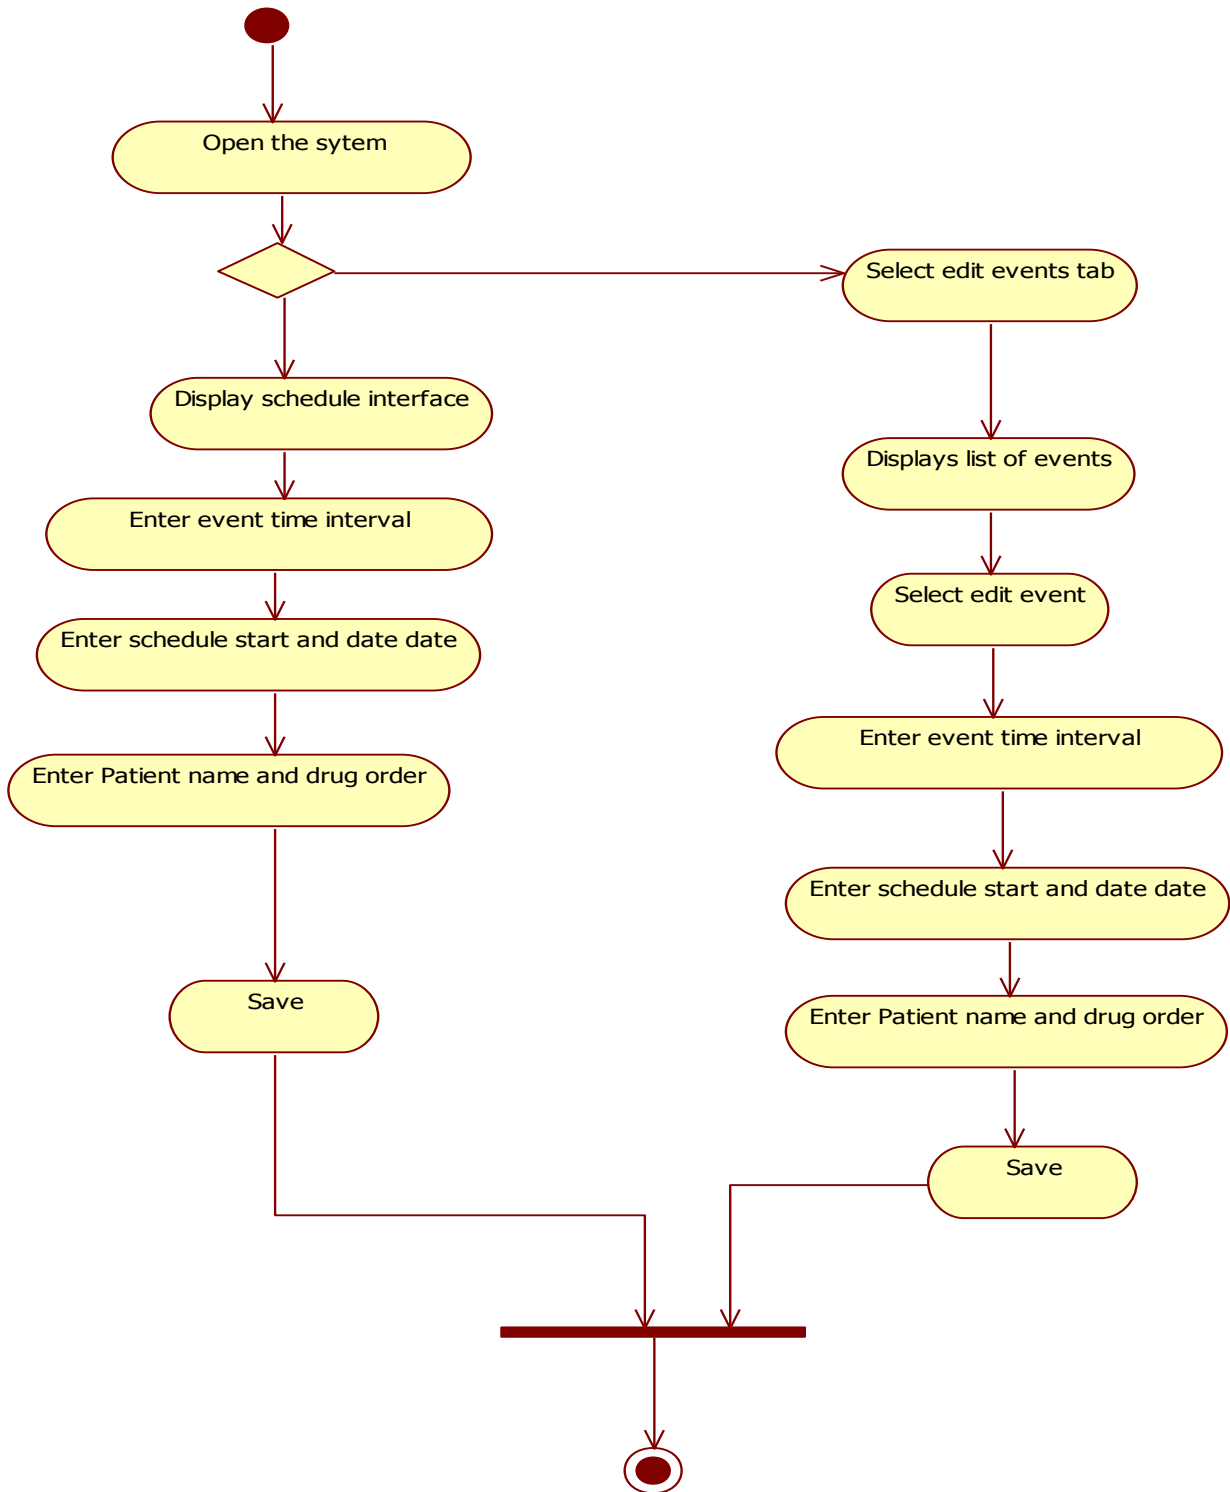 Open the sytem
Select edit events tab
Display schedule interface
Displays list of events
Enter event time interval
Select edit event
Enter schedule start and date date
Enter event time interval
Enter Patient name and drug order
Enter schedule start and date date
Save
Enter Patient name and drug order
Save